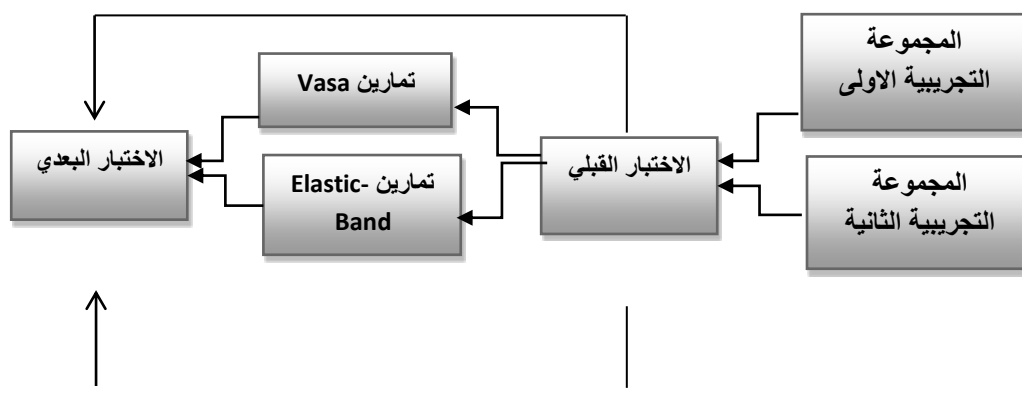 المجموعة
التجريبية الاولى
المجموعة
التجريبية الثانية
الاختبار القبلي
تمارين Vasa
تمارين Elastic-
Band
الاختبار البعدي